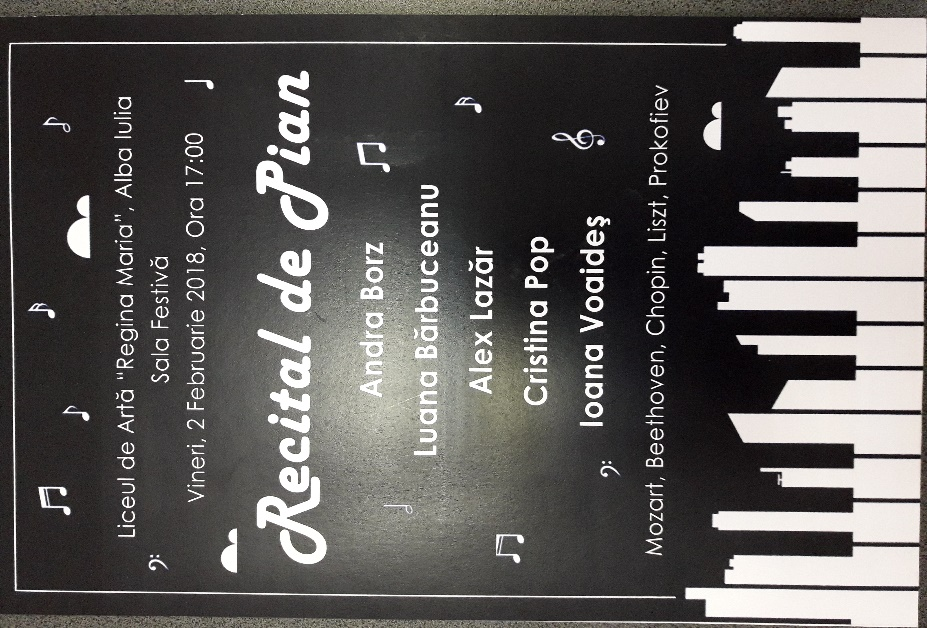 Liceul de Artă "Regina Maria", Alba Iulia
Sala Festivă
Vineri, 2 Februarie 2018, Ora 17:00
Recital de Pian
Andra Borz
Luana Bărbuceanu
Alex Lazăr
Cristina Pop
Ioana Voaideş
Mozart, Beethoven, Chopin, Liszt, Prokofiev